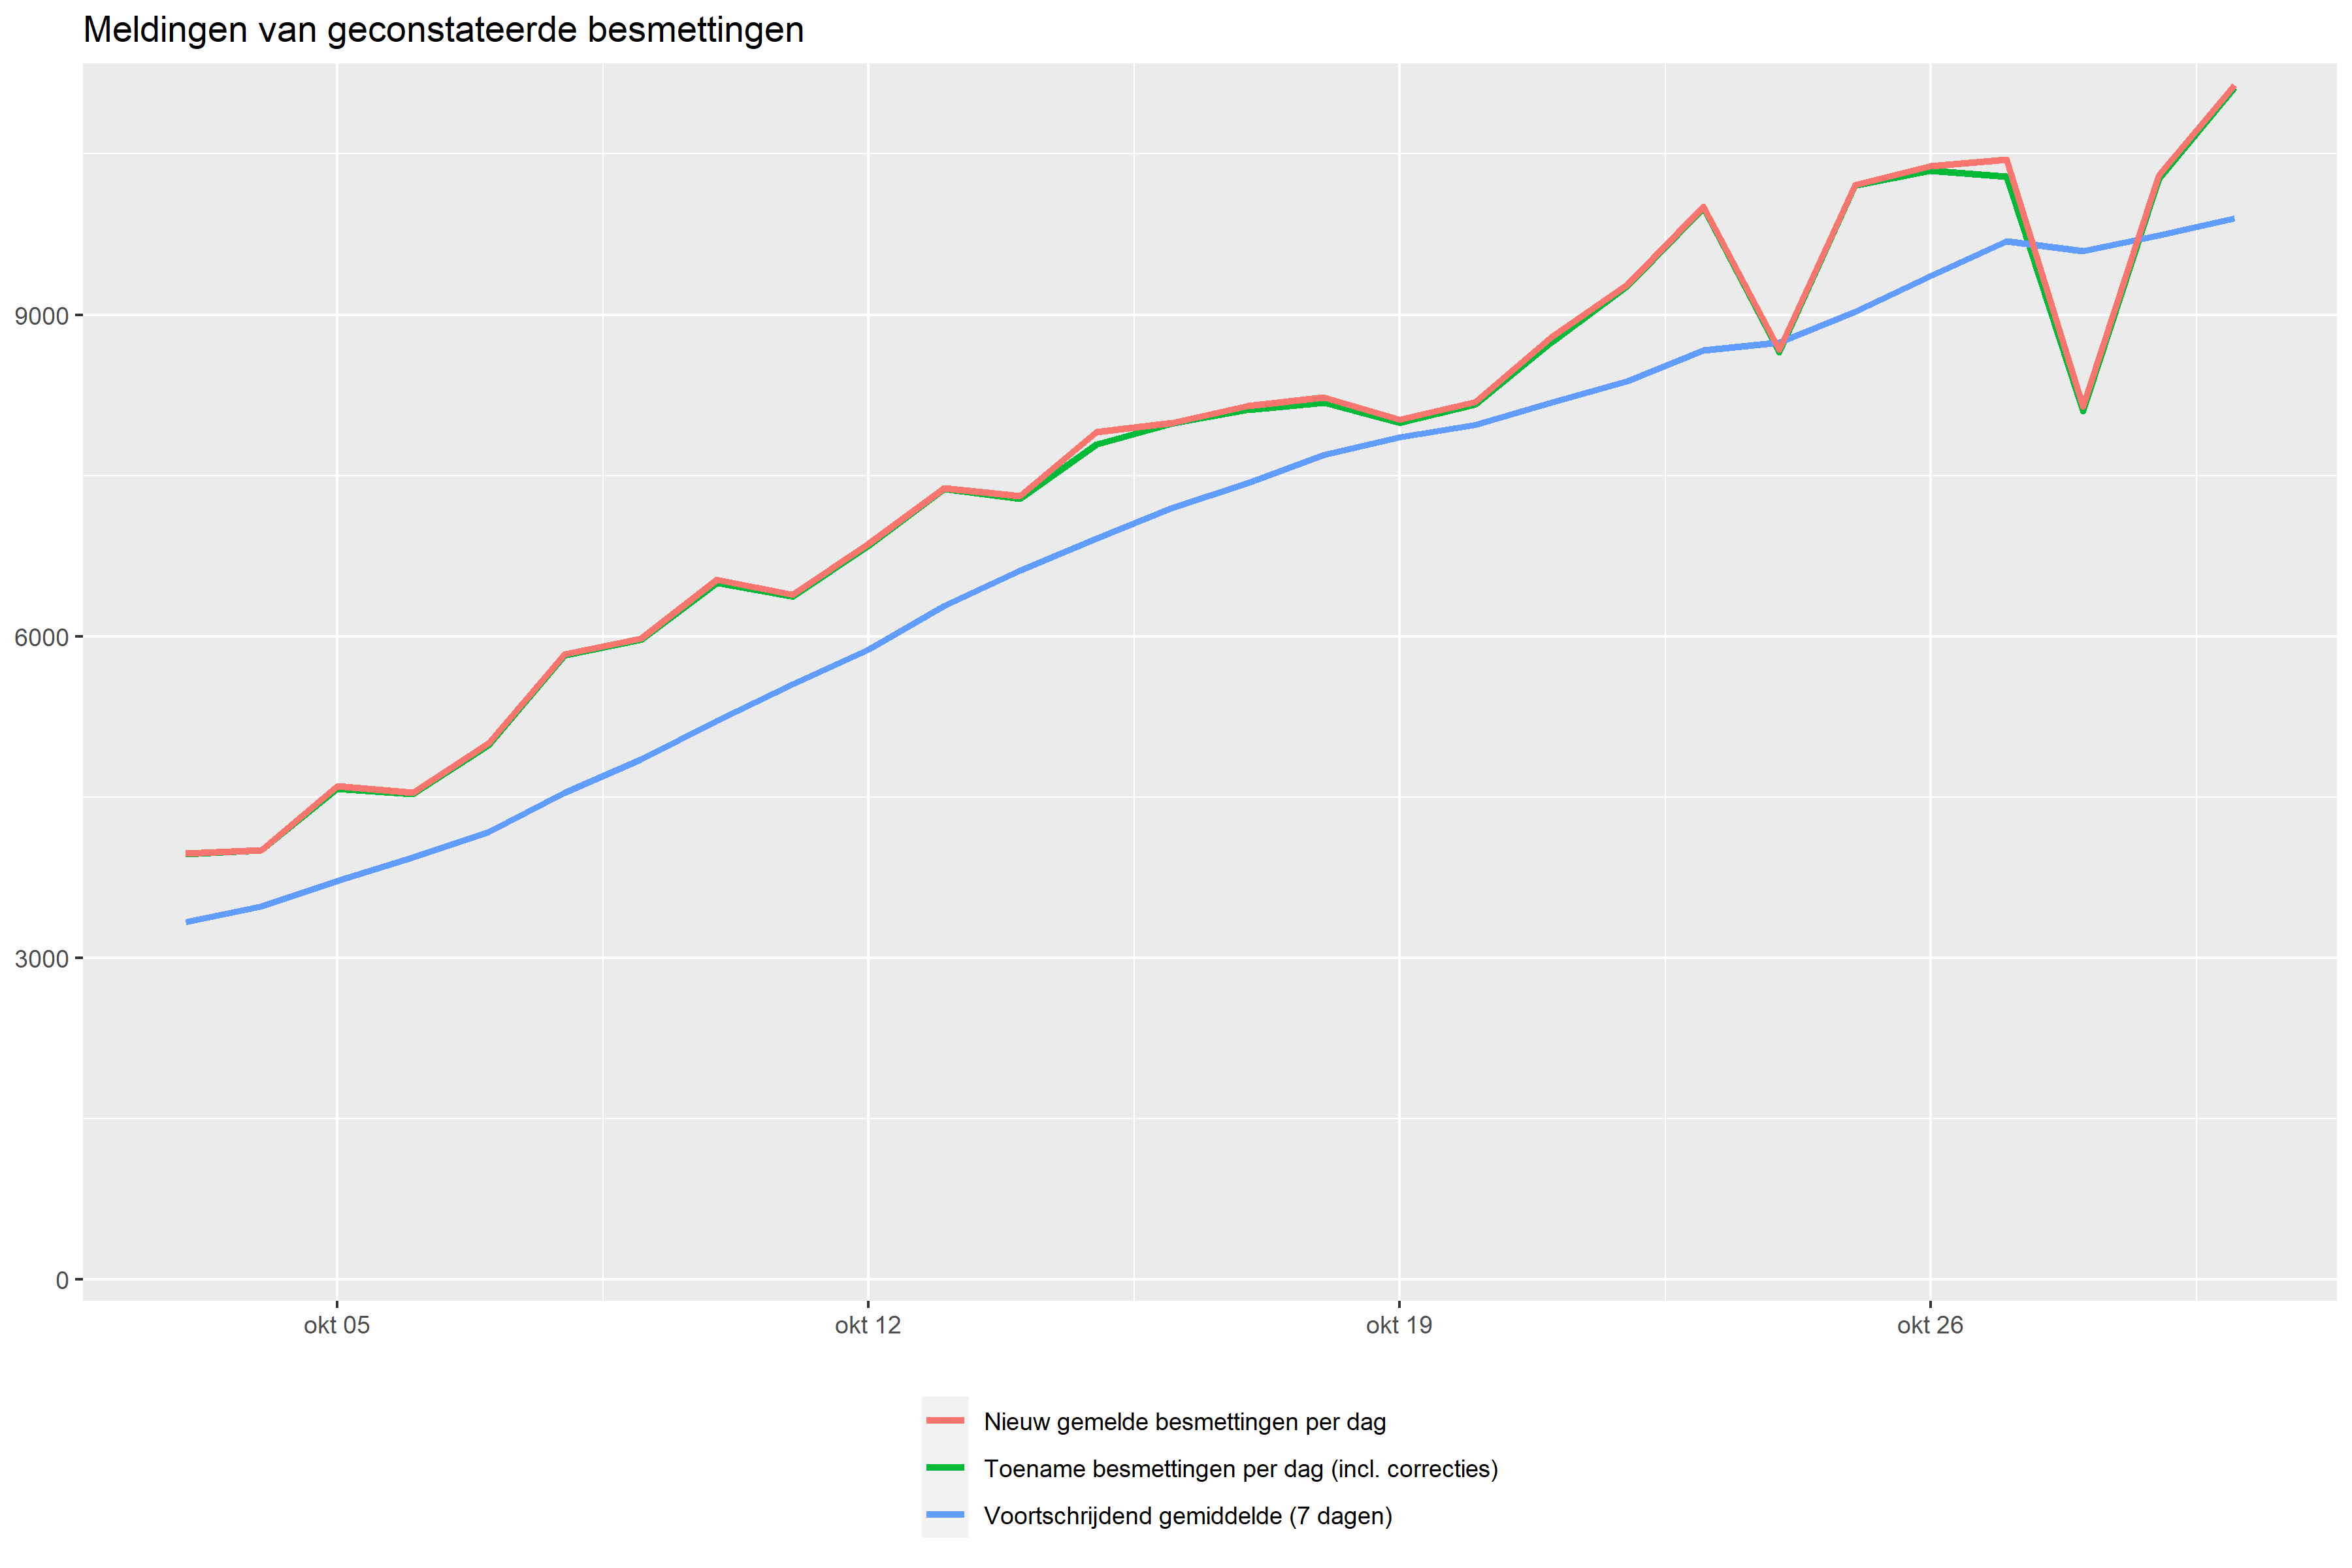 Meldingen van geconstateerde besmettingen
9000
6000
3000
0
okt 05 okt 12 okt 19 okt 26
Nieuw gemelde besmettingen per dag
Toename besmettingen per dag (incl. correcties)
Voortschrijdend gemiddelde (7 dagen)